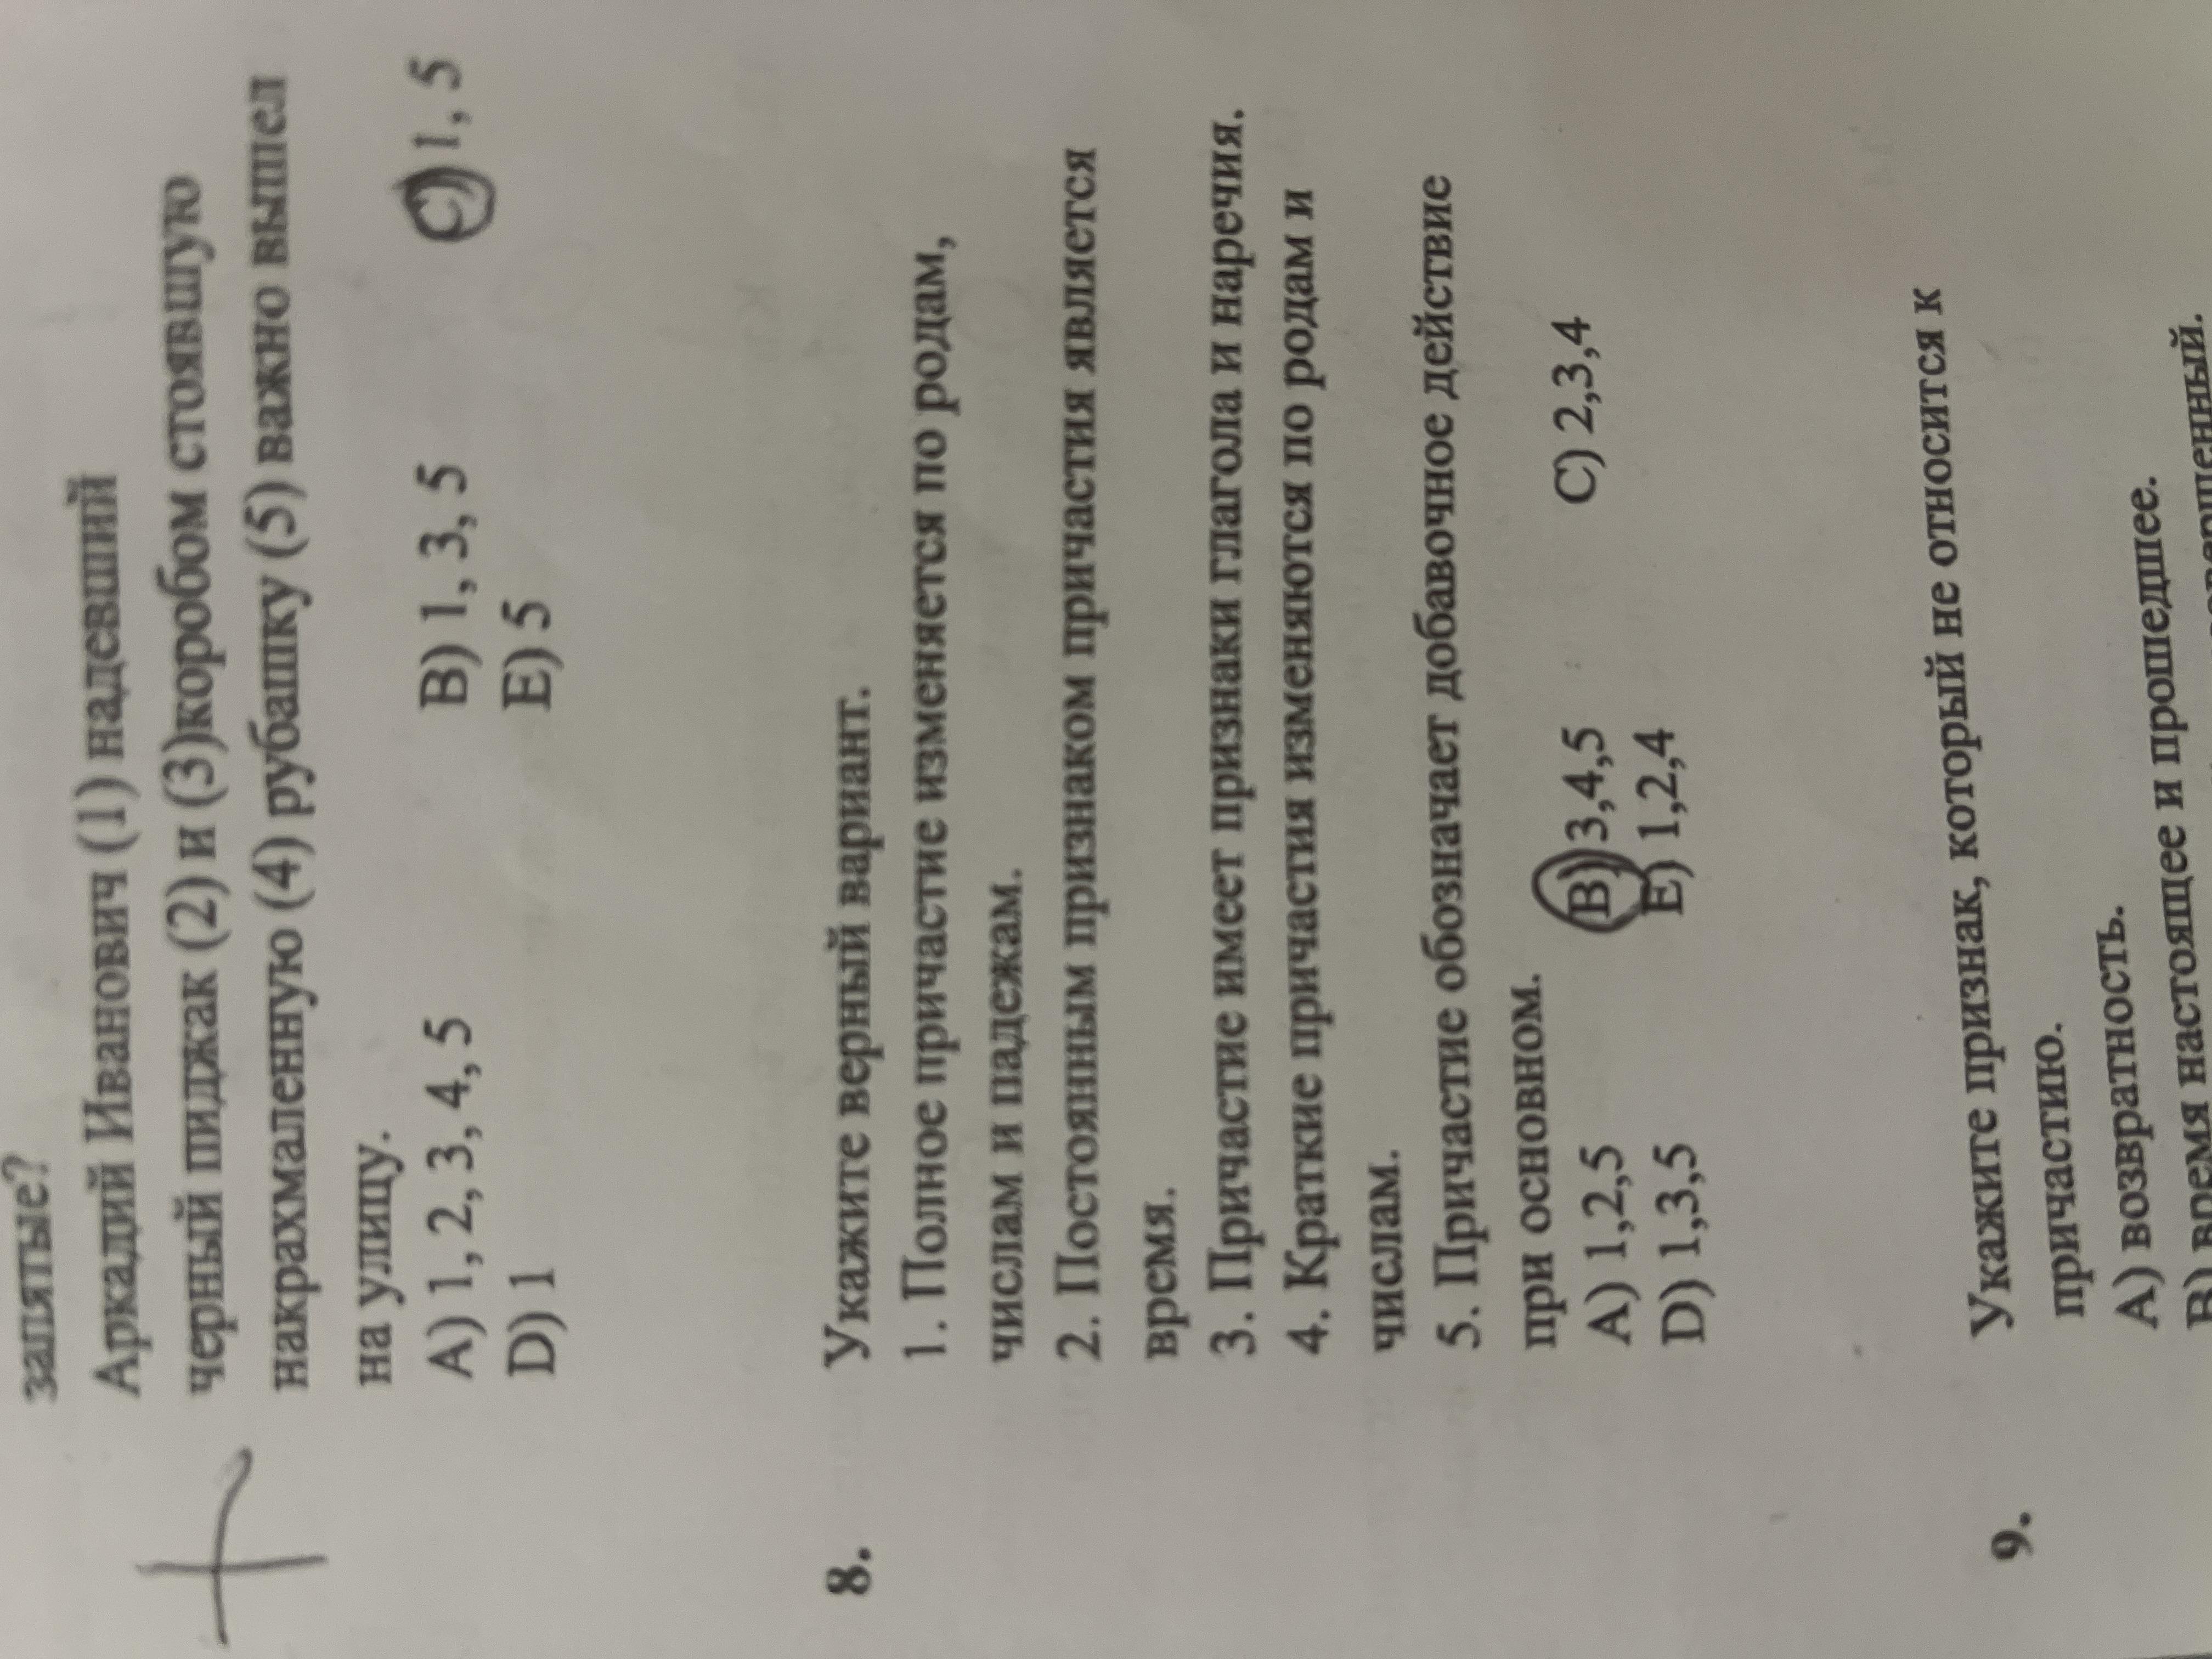 запятые?
Аркадий Иванович (1) надевший
черный пиджак (2) и (3)коробом стоявшую
накрахмаленную (4) рубашку (5) важно вышел
на улицу.
A) 1, 2, 3, 4, 5 B) 1, 3, 5 C) 1, 5
D) 1 E) 5
8. Укажите верный вариант.
1. Полное причастие изменяется по родам,
числам и падежам.
2. Постоянным признаком причастия является
время.
3. Причастие имеет признаки глагола и наречия.
4. Краткие причастия изменяются по родам и
числам.
5. Причастие обозначает добавочное действие
при основном.
A) 1,2,5 B) 3,4,5 C) 2,3,4
D) 1,3,5 E) 1,2,4
9. Укажите признак, который не относится к
причастию.
A) возвратность.
B) время настоящее и прошедшее.